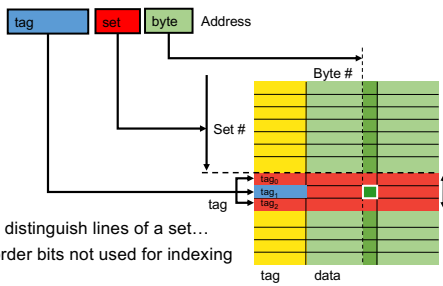 tag set byte Address
Byte #
Set #
tag₀
tag₁
tag tag₂
distinguish lines of a set…
order bits not used for indexing
tag data